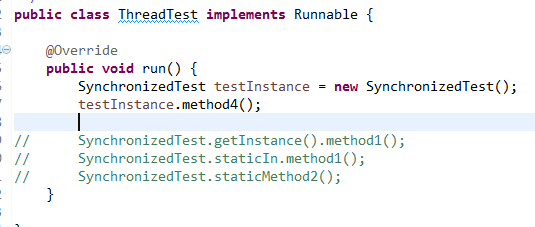 public class ThreadTest implements Runnable {
@Override
public void run() {
SynchronizedTest testInstance = new SynchronizedTest();
testInstance.method4();
// SynchronizedTest.getInstance().method1();
// SynchronizedTest.staticIn.method1();
// SynchronizedTest.staticMethod2();
}